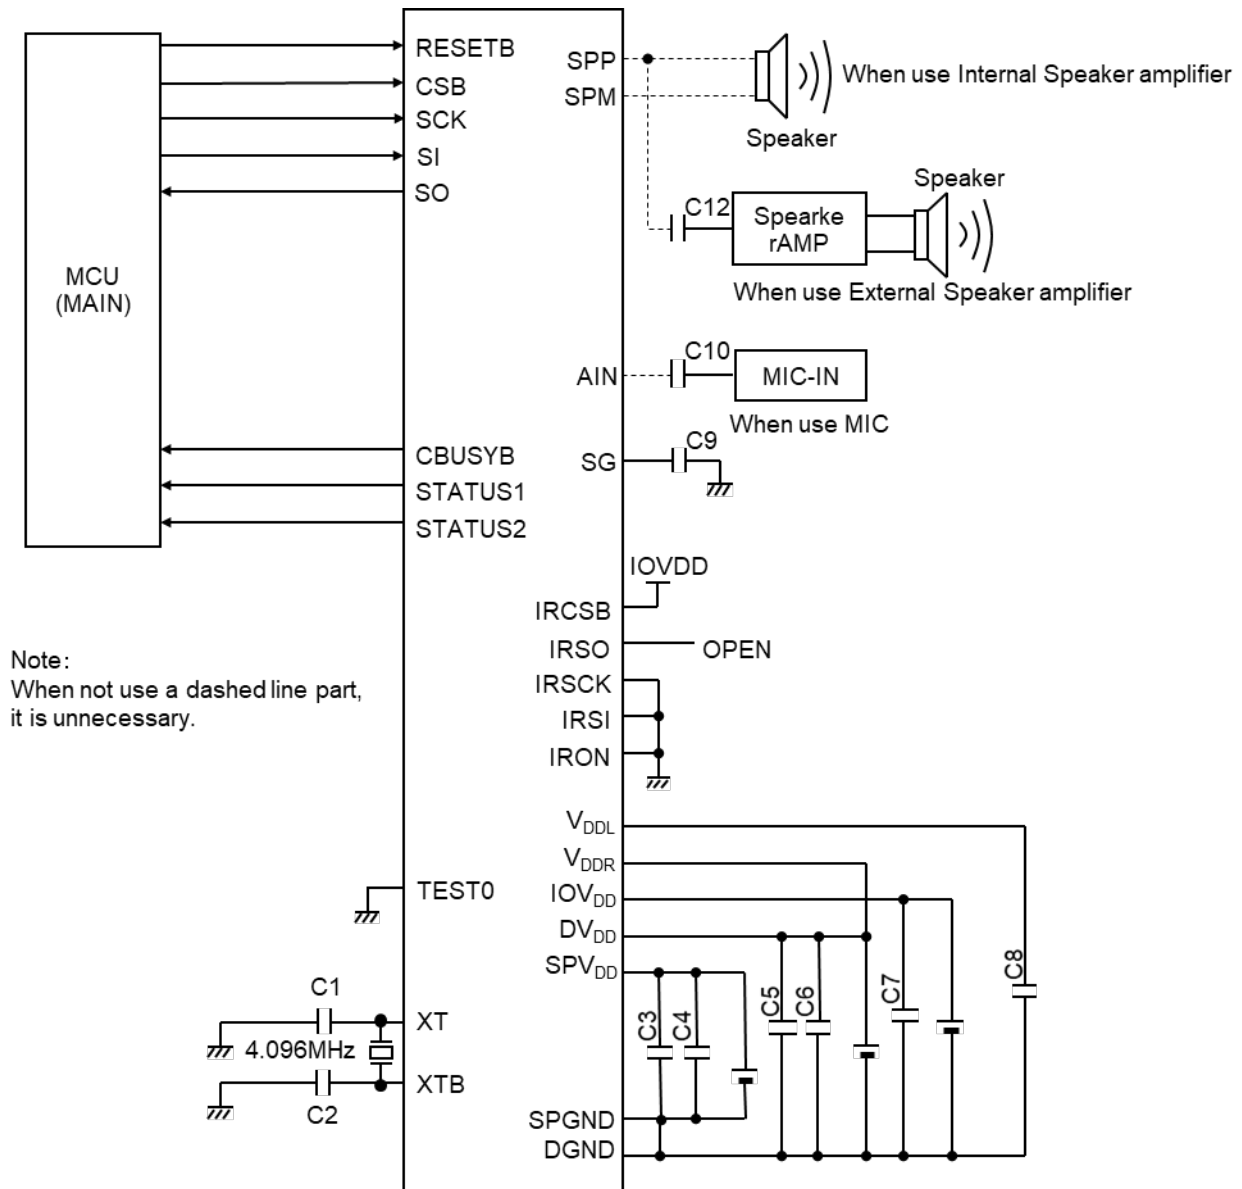 MCU
(MAIN)
RESETB
CSB
SCK
SI
SO
CBUSYB
STATUS1
STATUS2
TEST0
XT
XTB
C1
4.096MHz
C2
Note:
When not use a dashed line part,
it is unnecessary.
SPP
SPM
Speaker
When use Internal Speaker amplifier
C12
Spearke
rAMP
Speaker
When use External Speaker amplifier
AIN
C10
MIC-IN
When use MIC
SG
C9
IOVDD
IRCSB
IRSO
OPEN
IRSCK
IRSI
IRON
VDDL
VDDR
IOVDD
DVDD
SPVDD
C3
C4
C5
C6
C7
C8
SPGND
DGND